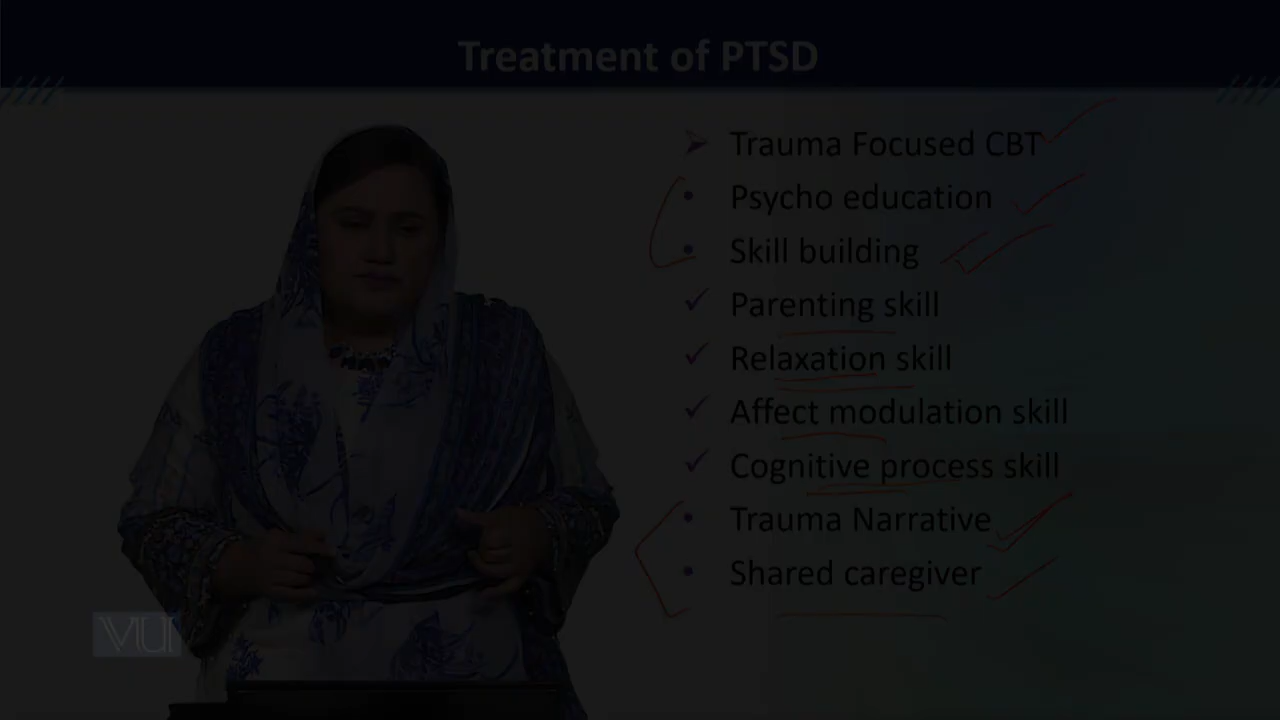 Treatment of PTSD
Trauma Focused CBT
Psycho education
Skill building
Parenting skill
Relaxation skill
Affect modulation skill
Cognitive process skill
Trauma Narrative
Shared caregiver
VU